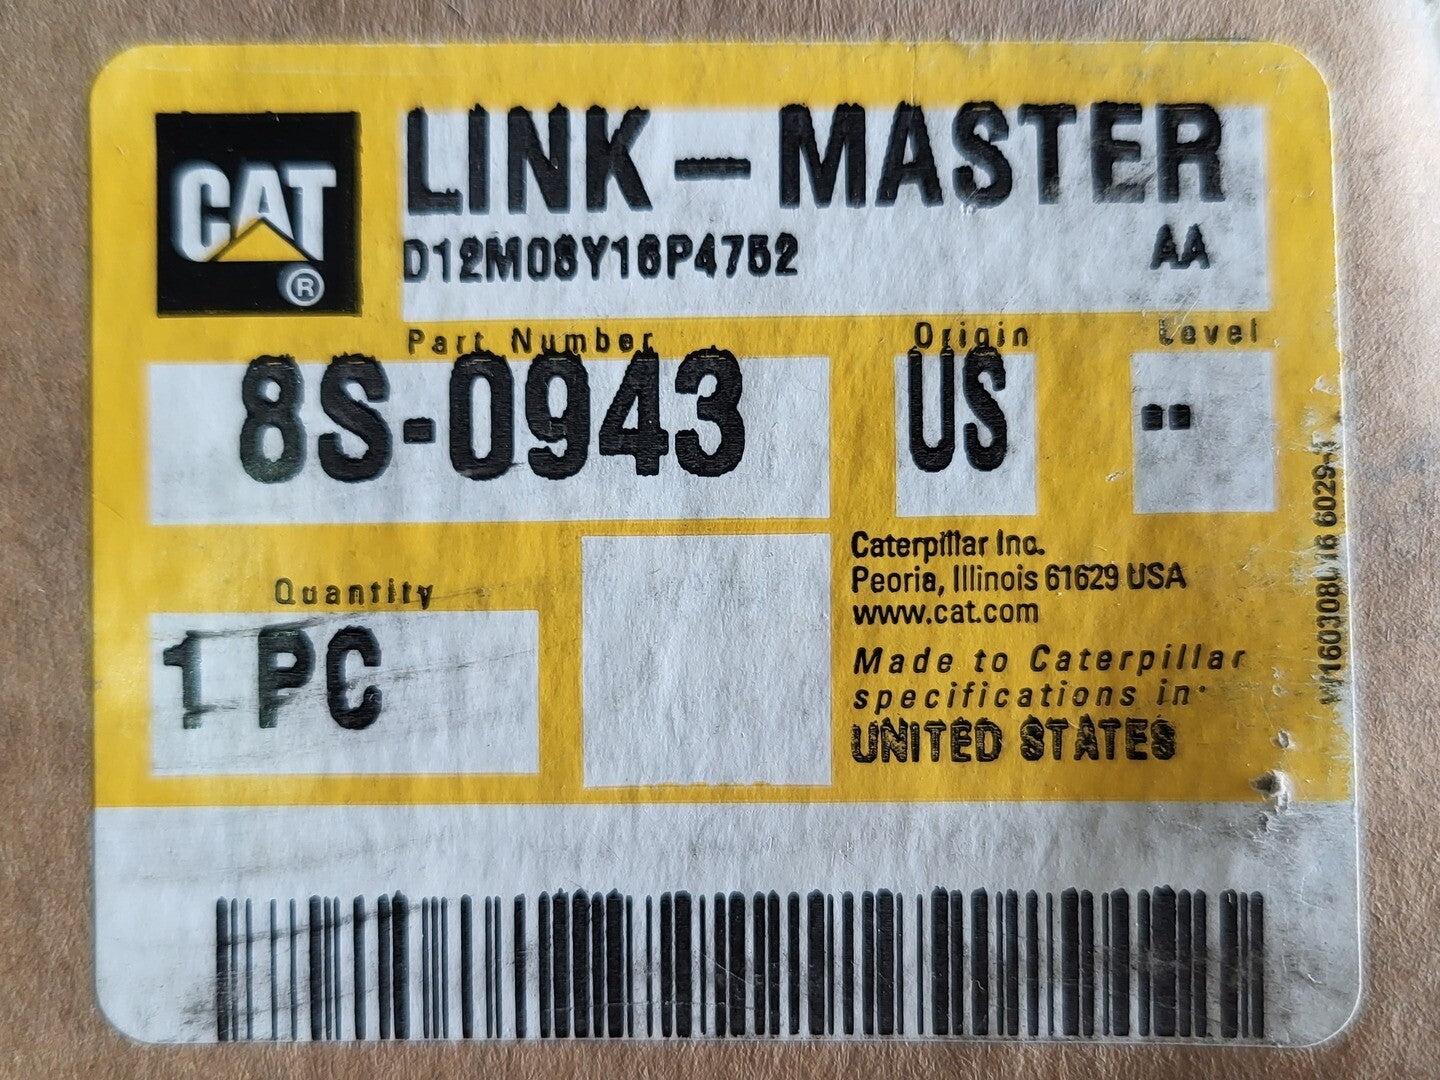 CAT
®
LINK-MASTER
D12M08Y16P4752 AA
Part Number Origin Level
8S-0943 US --
Quantity
1 PC
Caterpillar Inc.
Peoria, Illinois 61629 USA
www.cat.com
Made to Caterpillar
specifications in:
UNITED STATES